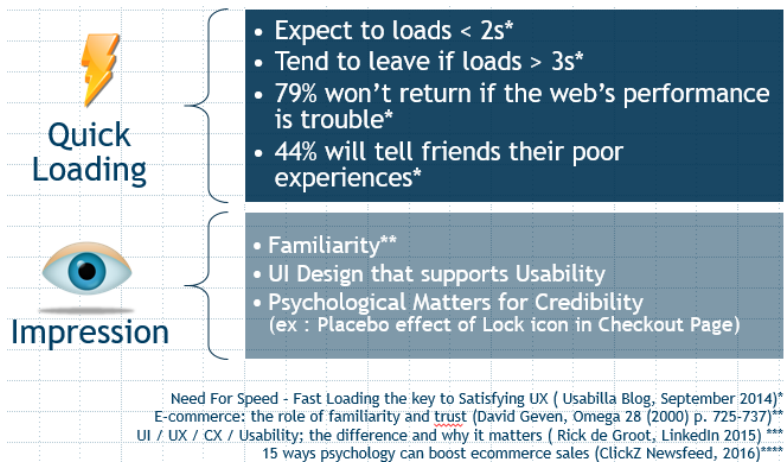 Quick
Loading
• Expect to loads < 2s*
• Tend to leave if loads > 3s*
• 79% won't return if the web's performance
is trouble*
• 44% will tell friends their poor
experiences*
Impression
• Familiarity**
• UI Design that supports Usability
• Psychological Matters for Credibility
(ex : Placebo effect of Lock icon in Checkout Page)
Need For Speed - Fast Loading the key to Satisfying UX ( Usabilla Blog, September 2014)*
E-commerce: the role of familiarity and trust (David Geven, Omega 28 (2000) p. 725-737)**
UI / UX / CX / Usability; the difference and why it matters ( Rick de Groot, LinkedIn 2015) ***
15 ways psychology can boost ecommerce sales (ClickZ Newsfeed, 2016)****